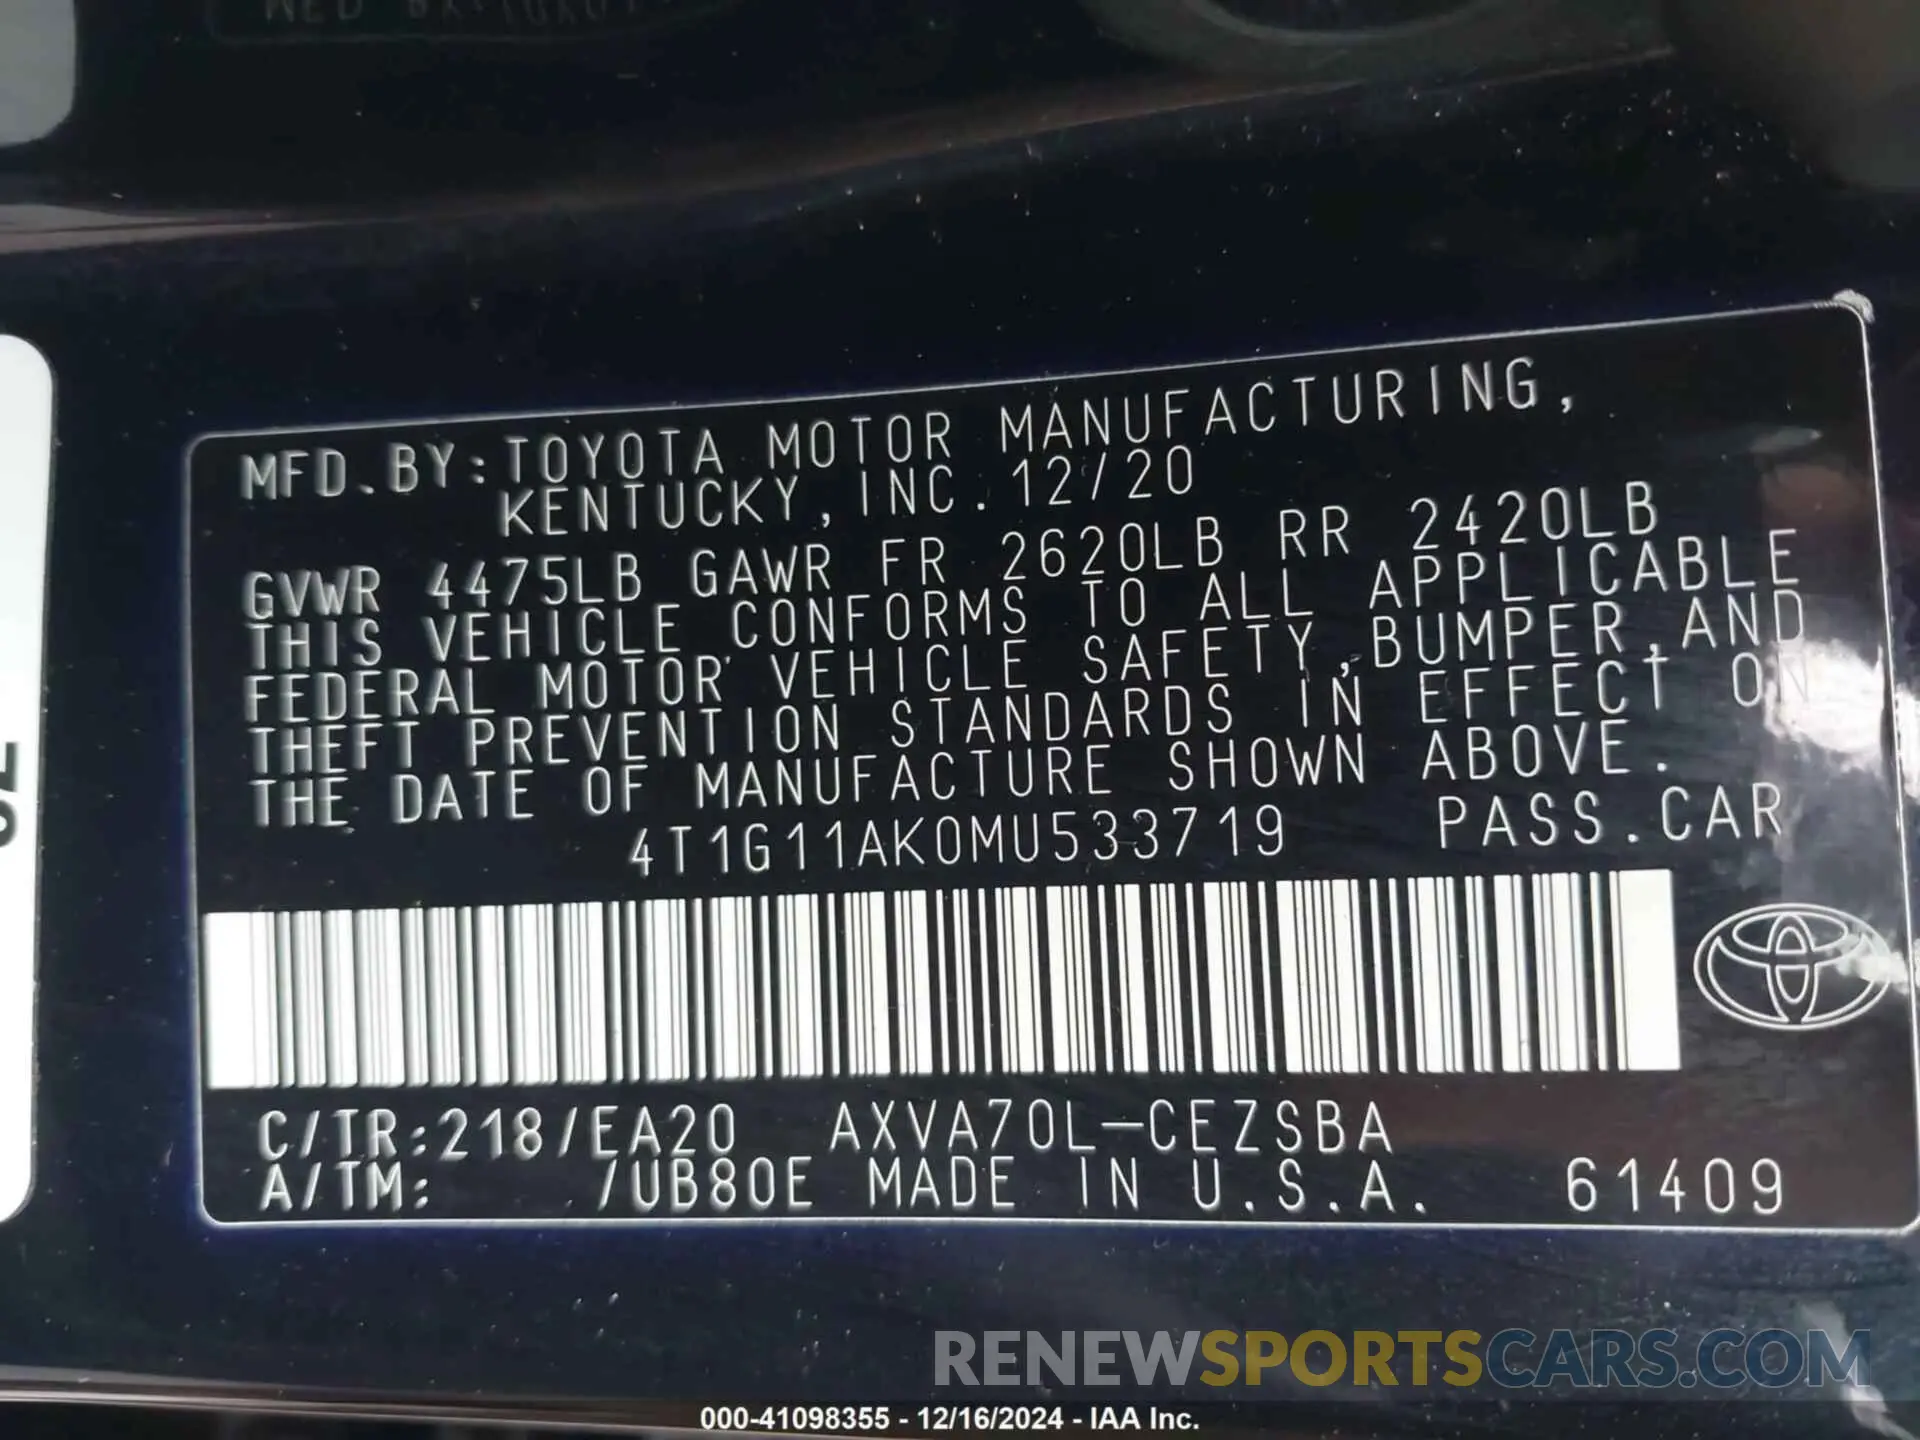 MFD.BY:TOYOTA MOTOR MANUFACTURING,
KENTUCKY,INC. 12/20
GVWR 4475LB GAWR FR 2620LB RR 2420LB
THIS VEHICLE CONFORMS TO ALL APPLICABLE
FEDERAL MOTOR VEHICLE SAFETY,BUMPER,AND
THEFT PREVENTION STANDARDS IN EFFECT ON
THE DATE OF MANUFACTURE SHOWN ABOVE.
4T1G11AK0MU533719 PASS.CAR
C/TR:218/EA20 AXVA70L-CEZSBA
A/TM: /UB80E MADE IN U.S.A. 61409
RENEWSPORTSCARS.COM
000-41098355 - 12/16/2024 - IAA Inc.